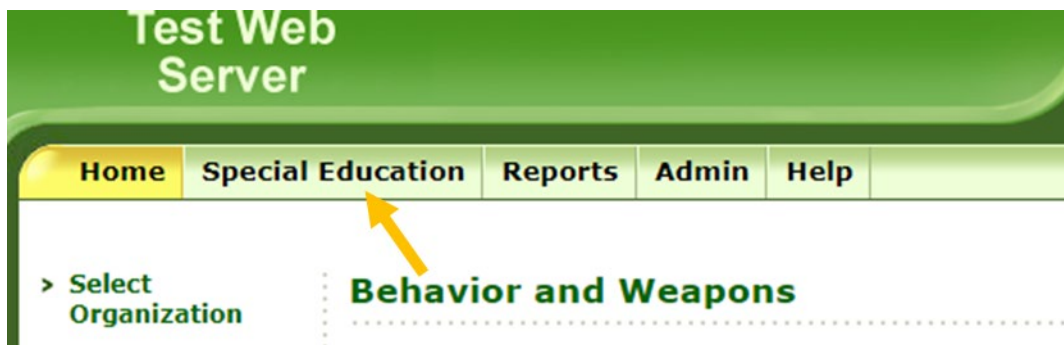 Test Web
Server
Home Special Education Reports Admin Help
> Select
Organization
Behavior and Weapons